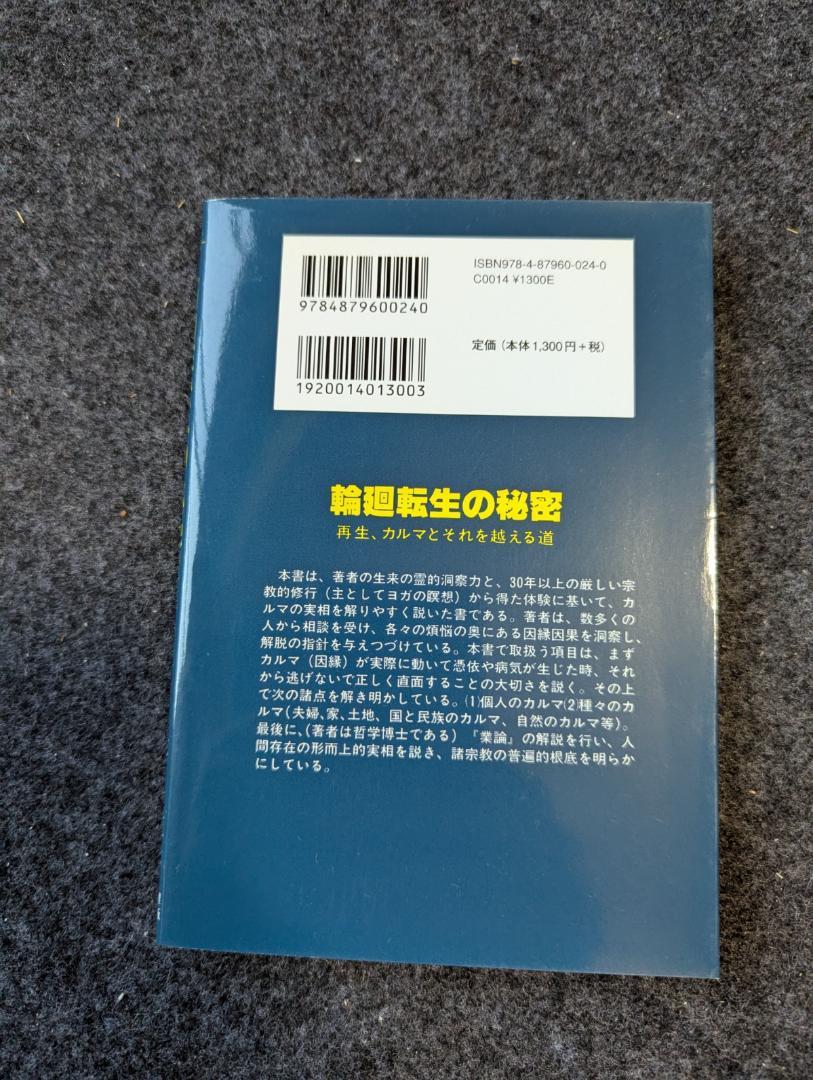 ISBN978-4-87960-024-0
C0014 ¥1300E
9784879600240
定価（本体1,300円＋税）
1920014013003
輪廻転生の秘密
再生、カルマとそれを越える道
本書は、著者の生来の霊的洞察力と、30年以上の厳しい宗
教的修行（主としてヨガの瞑想）から得た体験に基いて、カ
ルマの実相を解りやすく説いた書である。著者は、数多くの
人から相談を受け、各々の煩悩の奥にある因縁因果を洞察し、
解脱の指針を与えつづけている。本書で取扱う項目は、まず
カルマ（因縁）が実際に動いて憑依や病気が生じた時、それ
から逃げないで正しく直面することの大切さを説く。その上
で次の諸点を解き明かしている。⑴個人のカルマ⑵種々のカ
ルマ（夫婦、家、土地、国と民族のカルマ、自然のカルマ等）。
最後に、（著者は哲学博士である）『業論』の解説を行い、人
間存在の形而上的実相を説き、諸宗教の普遍的根底を明らか
にしている。